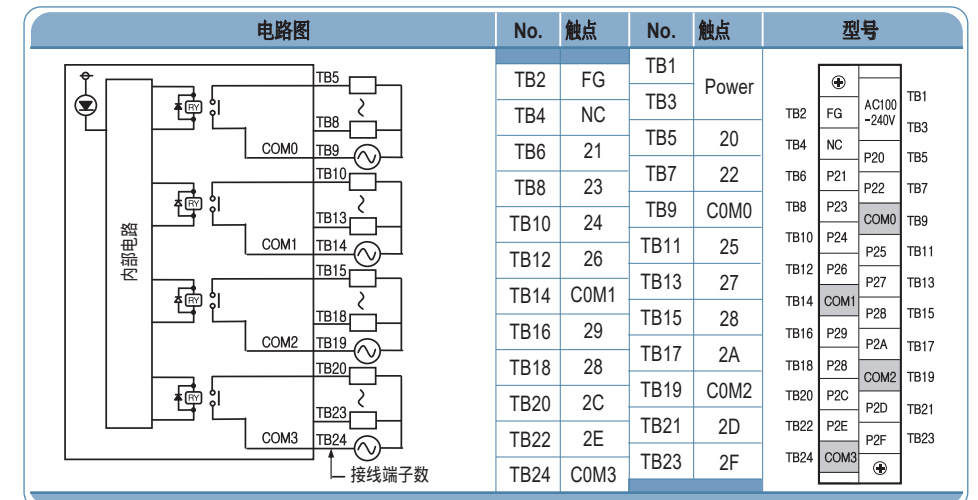 电路图 No. 触点 No. 触点 型号
TB5
RY
TB8
COM0 TB9
TB10
RY
TB13
COM1 TB14
TB15
RY
TB18
COM2 TB19
TB20
RY
TB23
COM3 TB24
内部电路
接线端子数
TB2 FG
TB4 NC
TB6 21
TB8 23
TB10 24
TB12 26
TB14 C0M1
TB16 29
TB18 28
TB20 2C
TB22 2E
TB24 C0M3
TB1 Power
TB3
TB5 20
TB7 22
TB9 C0M0
TB11 25
TB13 27
TB15 28
TB17 2A
TB19 C0M2
TB21 2D
TB23 2F
TB2 FG
TB4 NC
TB6 P21
TB8 P23
TB10 P24
TB12 P26
TB14 COM1
TB16 P29
TB18 P28
TB20 P2C
TB22 P2E
TB24 COM3
AC100 TB1
-240V
TB3
P20 TB5
P22 TB7
COM0 TB9
P25 TB11
P27 TB13
P28 TB15
P2A TB17
COM2 TB19
P2D TB21
P2F TB23